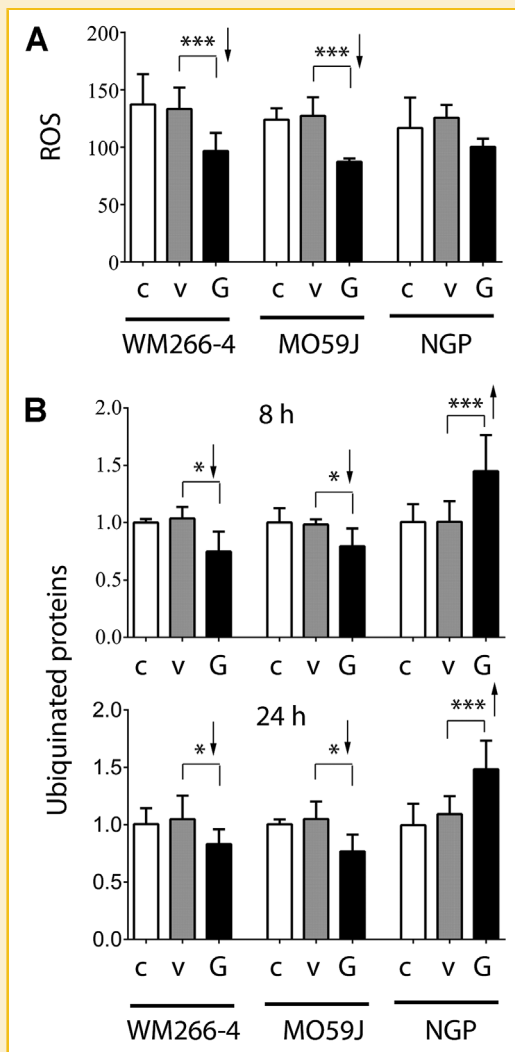 A
ROS
200
150
100
50
0
*** ***
c v G c v G c v G
WM266-4 MO59J NGP
B
Ubiquinated proteins
8 h
2.0
1.5
1.0
0.5
0.0
* * ***
c v G c v G c v G
24 h
2.0
1.5
1.0
0.5
0.0
* * ***
c v G c v G c v G
WM266-4 MO59J NGP